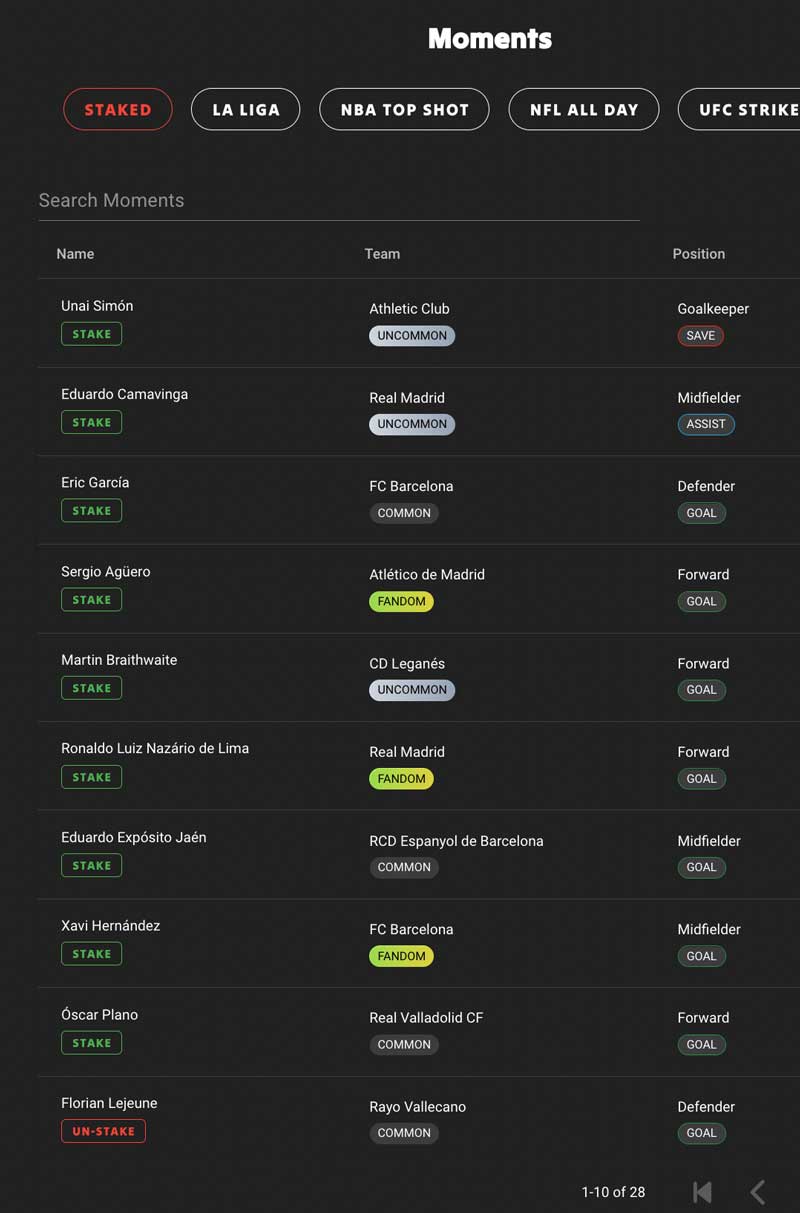 Moments
STAKED LA LIGA NBA TOP SHOT NFL ALL DAY UFC STRIKE
Search Moments
Name Team Position
Unai Simón Athletic Club Goalkeeper
STAKE UNCOMMON SAVE
Eduardo Camavinga Real Madrid Midfielder
STAKE UNCOMMON ASSIST
Eric García FC Barcelona Defender
STAKE COMMON GOAL
Sergio Agüero Atlético de Madrid Forward
STAKE FANDOM GOAL
Martin Braithwaite CD Leganés Forward
STAKE UNCOMMON GOAL
Ronaldo Luiz Nazário de Lima Real Madrid Forward
STAKE FANDOM GOAL
Eduardo Expósito Jaén RCD Espanyol de Barcelona Midfielder
STAKE COMMON GOAL
Xavi Hernández FC Barcelona Midfielder
STAKE FANDOM GOAL
Óscar Plano Real Valladolid CF Forward
STAKE COMMON GOAL
Florian Lejeune Rayo Vallecano Defender
UN-STAKE COMMON GOAL
1-10 of 28